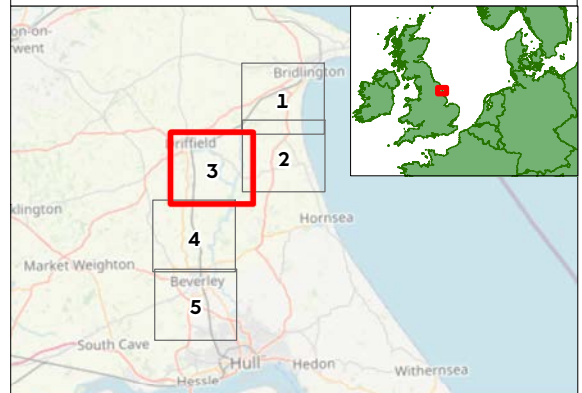 on-on-
went
Bridlington
1
Driffield
2
3
klington
Hornsea
4
Market Weighton
Beverley
5
South Cave
Hull
Hedon
Withernsea
Hessle